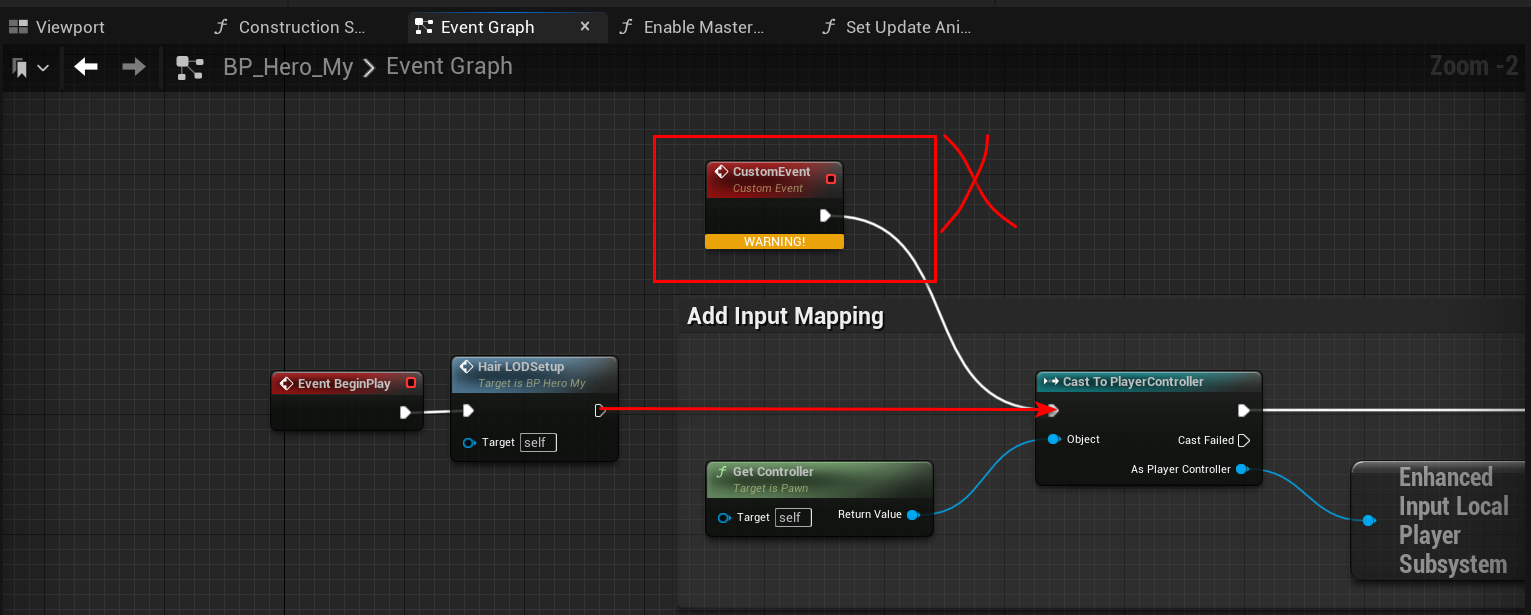 Viewport
Construction S...
Event Graph
Enable Master...
Set Update Ani...
BP_Hero_My > Event Graph
Zoom -2
CustomEvent
Custom Event
WARNING!
Add Input Mapping
Event BeginPlay
Hair LODSetup
Target is BP Hero My
Target self
Cast To PlayerController
Object
Cast Failed
As Player Controller
Get Controller
Target is Pawn
Target self
Return Value
Enhanced
Input Local
Player
Subsystem